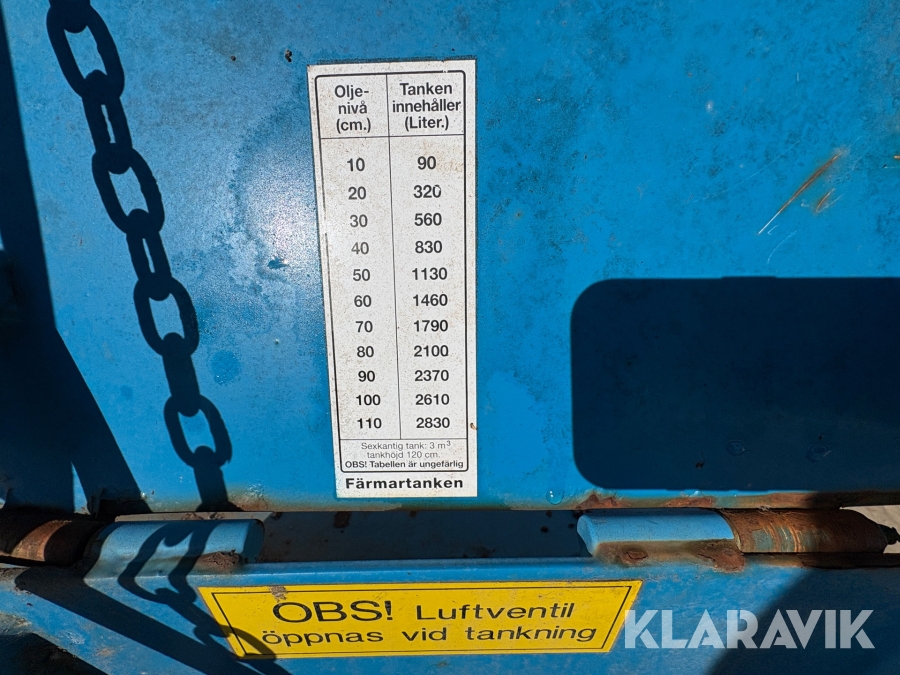 Olje- Tanken
nivå innehåller
(cm.) (Liter.)
10 90
20 320
30 560
40 830
50 1130
60 1460
70 1790
80 2100
90 2370
100 2610
110 2830
Sexkantig tank: 3 m³
tankhöjd 120 cm.
OBS! Tabellen är ungefärlig
Färmartanken
OBS! Luftventil
öppnas vid tankning
KLARAVIK